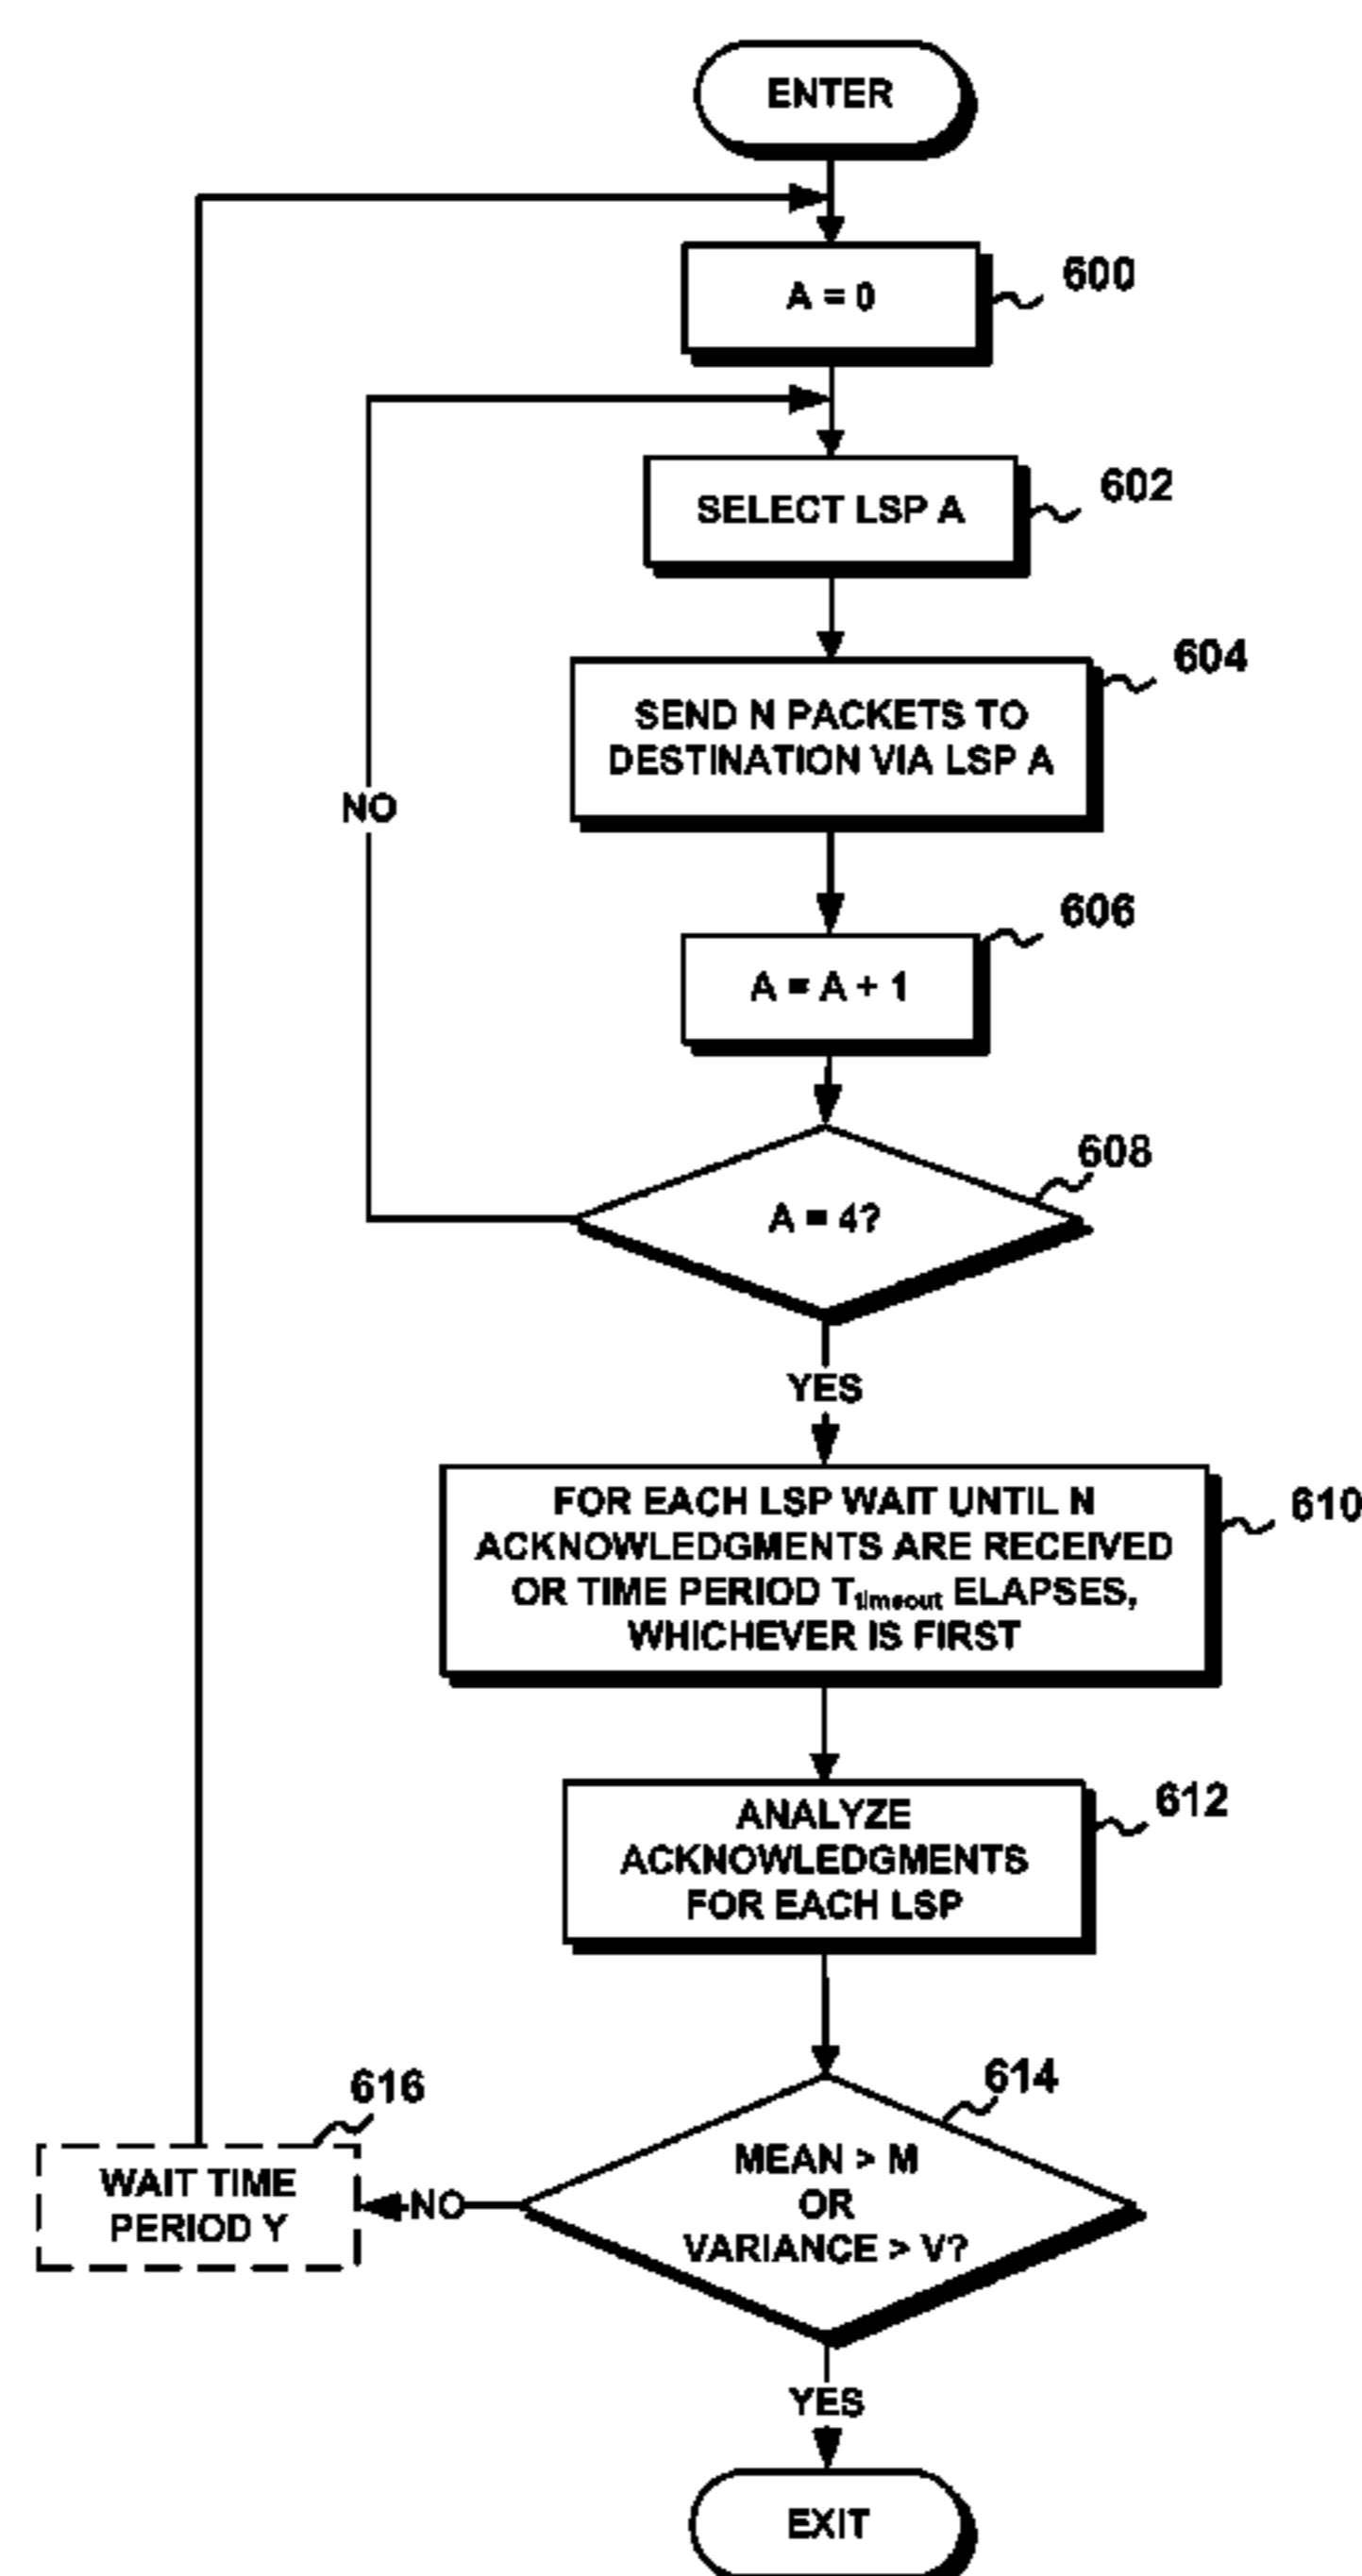 ENTER
A = 0
600
SELECT LSP A
602
SEND N PACKETS TO
DESTINATION VIA LSP A
604
NO
A = A + 1
606
A = 4?
608
YES
FOR EACH LSP WAIT UNTIL N
ACKNOWLEDGMENTS ARE RECEIVED
OR TIME PERIOD Ttimeout ELAPSES,
WHICHEVER IS FIRST
610
ANALYZE
ACKNOWLEDGMENTS
FOR EACH LSP
612
MEAN > M
OR
VARIANCE > V?
614
NO
WAIT TIME
PERIOD Y
616
YES
EXIT